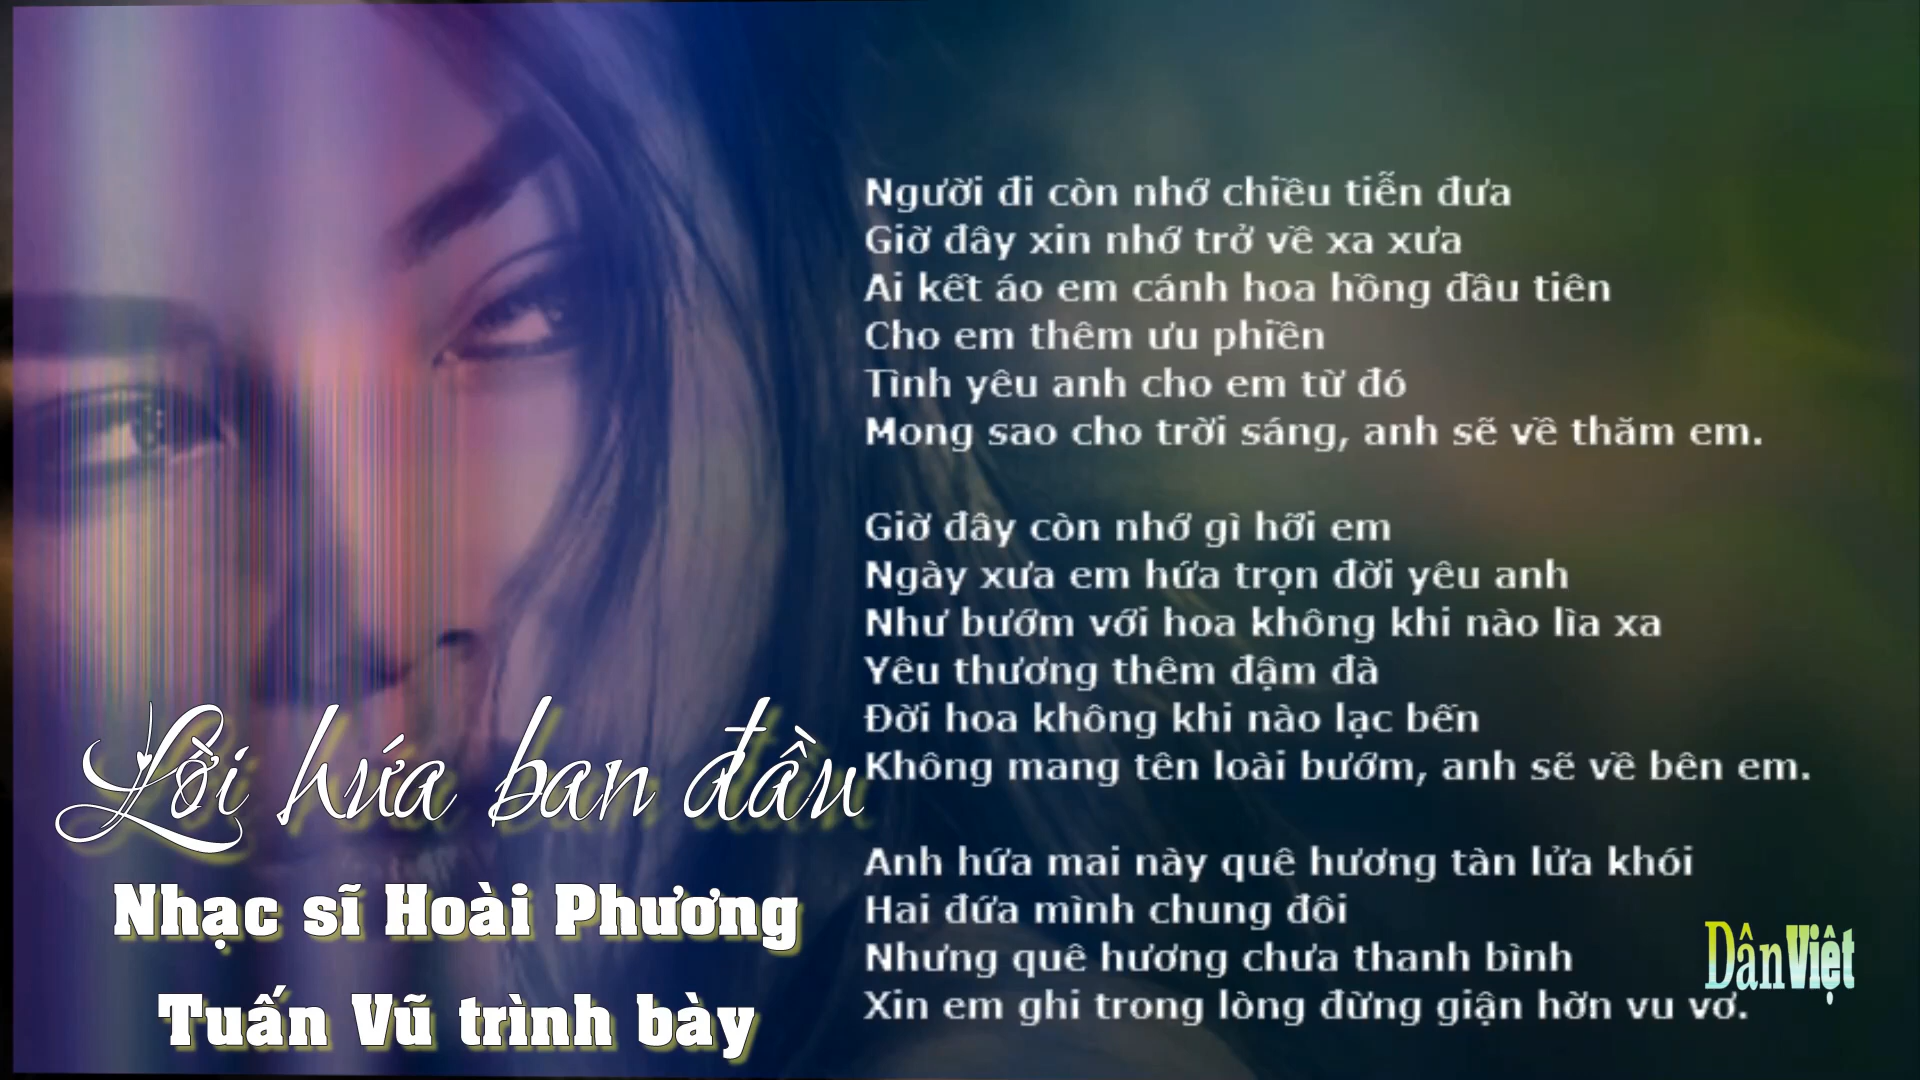 Người đi còn nhớ chiều tiễn đưa
Giờ đây xin nhớ trở về xa xưa
Ai kết áo em cánh hoa hồng đầu tiên
Cho em thêm ưu phiền
Tình yêu anh cho em từ đó
Mong sao cho trời sáng, anh sẽ về thăm em.
Giờ đây còn nhớ gì hỡi em
Ngày xưa em hứa trọn đời yêu anh
Như bướm với hoa không khi nào lìa xa
Yêu thương thêm đậm đà
Đời hoa không khi nào lạc bến
Không mang tên loài bướm, anh sẽ về bên em.
Anh hứa mai này quê hương tàn lửa khói
Hai đứa mình chung đôi
Nhưng quê hương chưa thanh bình
Xin em ghi trong lòng đừng giận hờn vu vơ.
Lời hứa ban đầu
Nhạc sĩ Hoài Phương
Tuấn Vũ trình bày
DânViệt